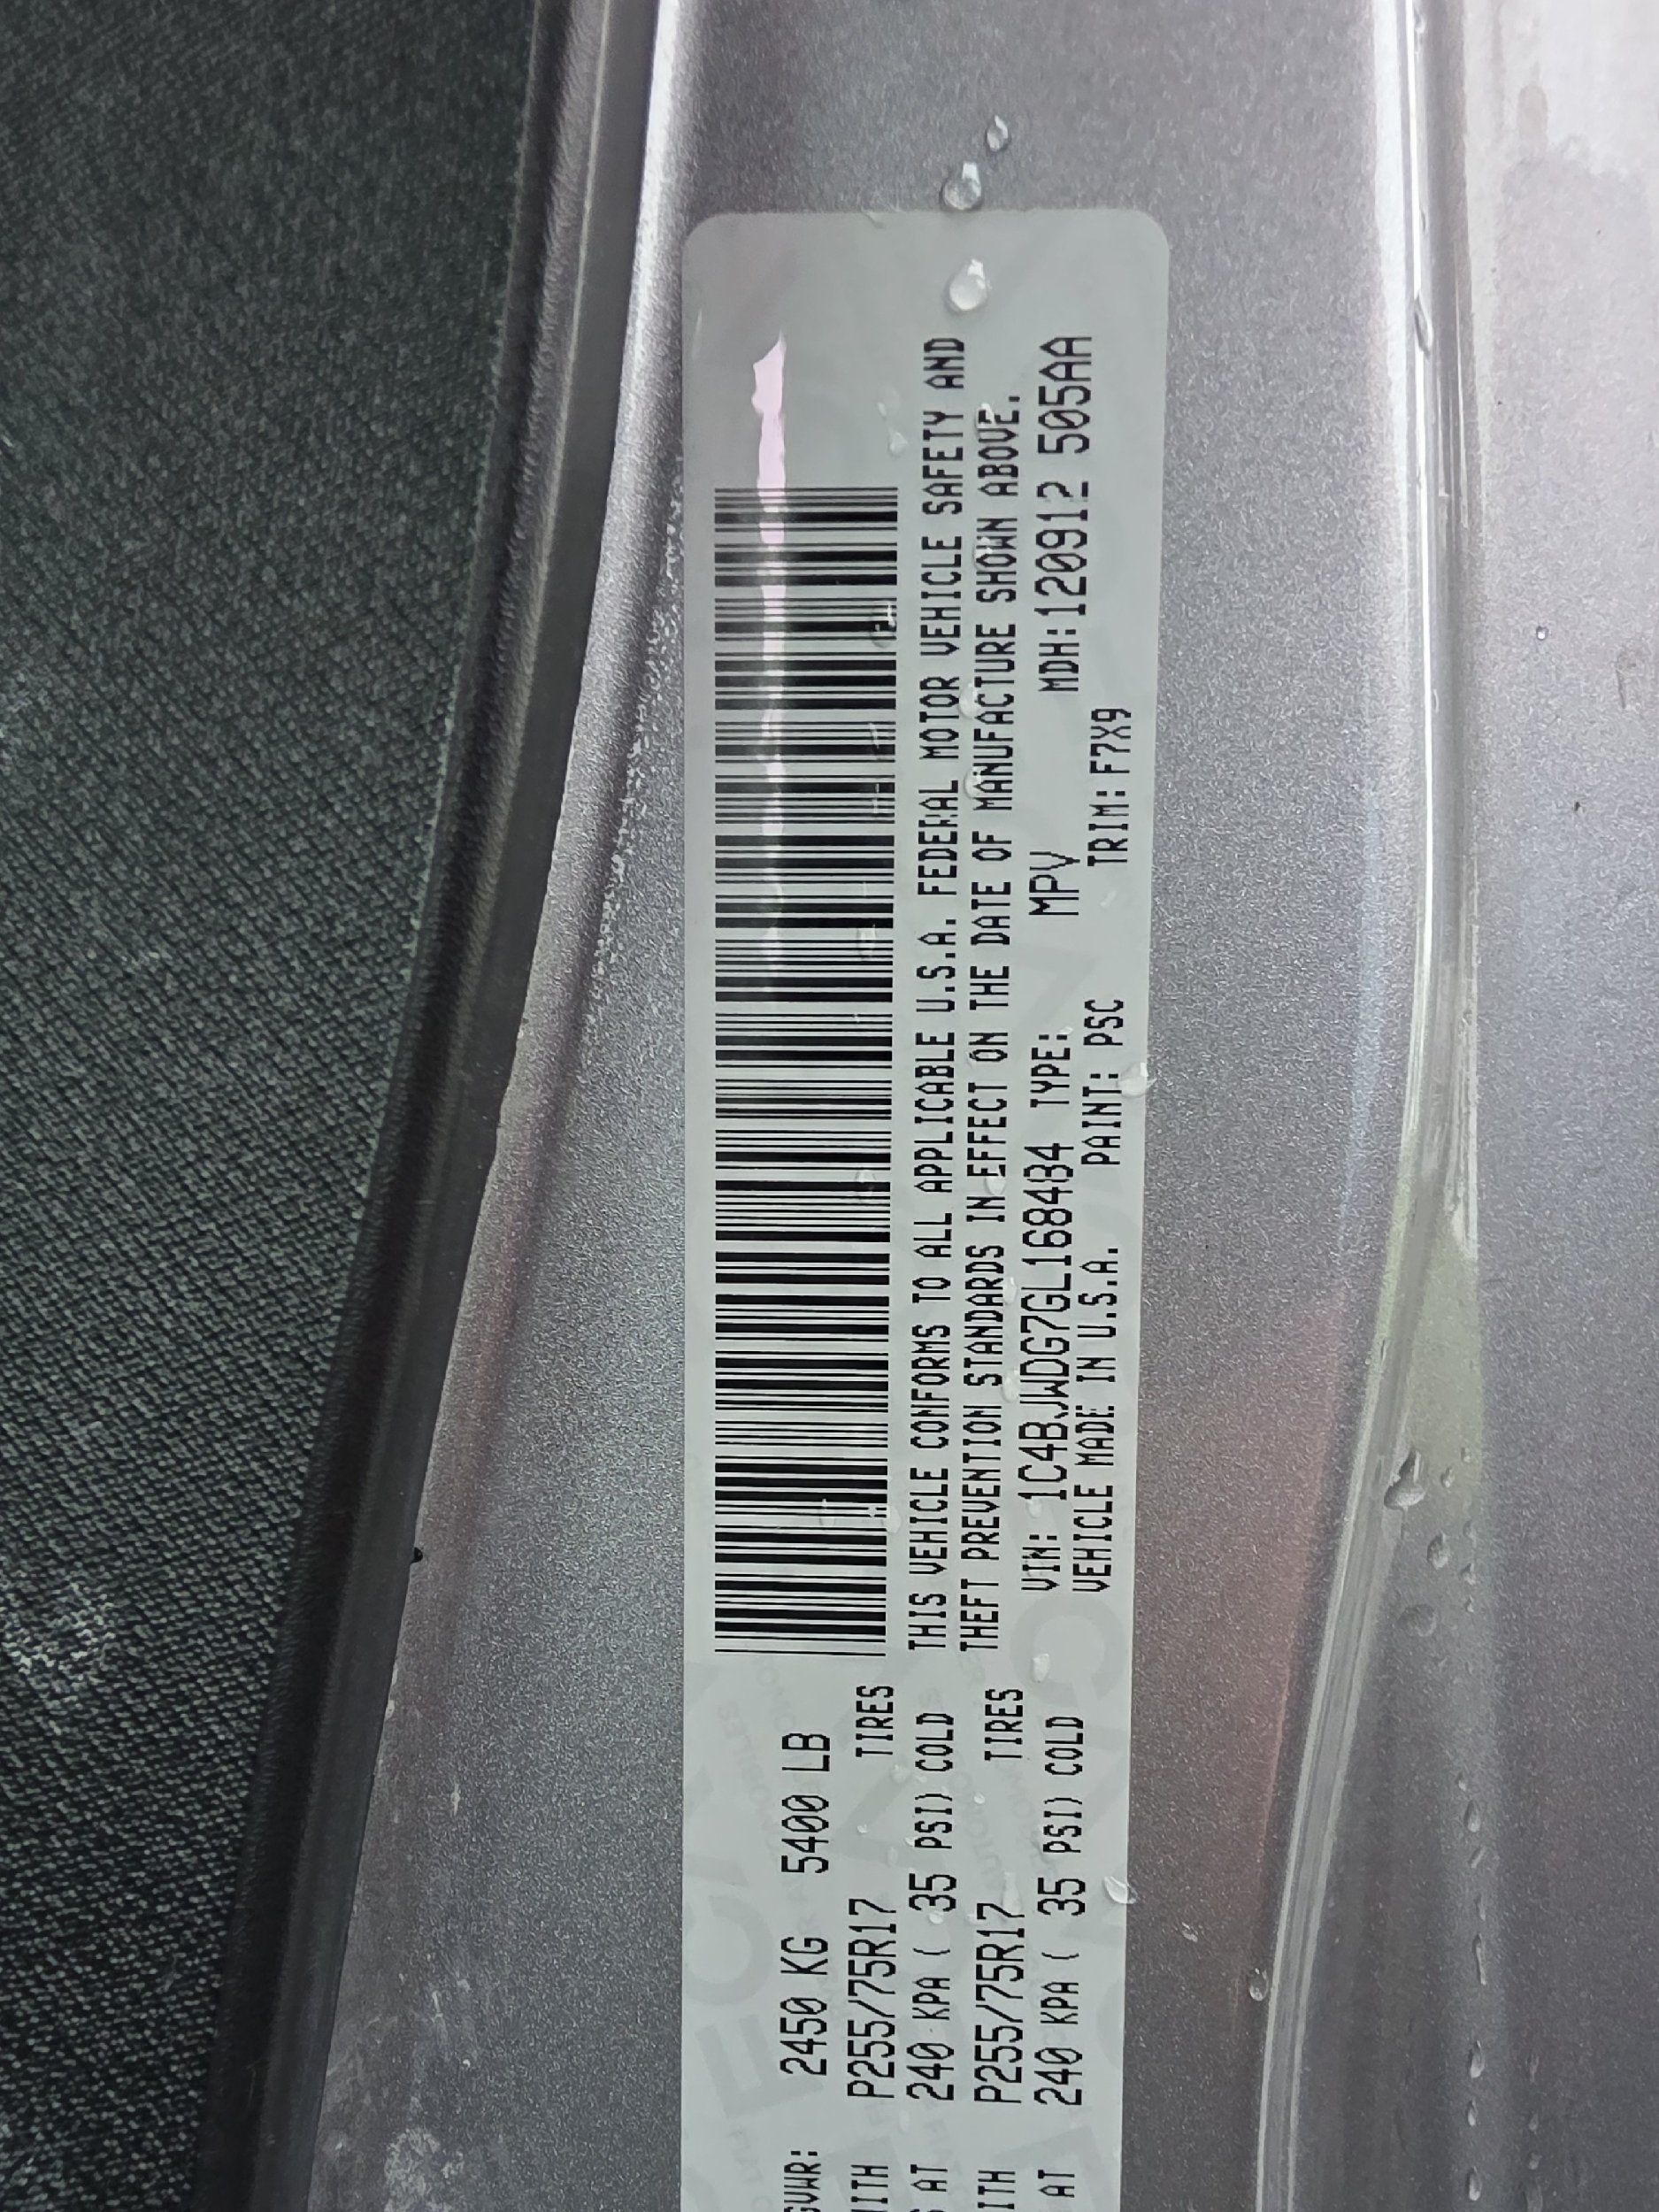 GVWR: 2450 KG 5400 LB
WITH P255/75R17 TIRES
S AT 240 KPA ( 35 PSI) COLD
ITH P255/75R17 TIRES
AT 240 KPA ( 35 PSI) COLD
THIS VEHICLE CONFORMS TO ALL APPLICABLE U.S.A. FEDERAL MOTOR VEHICLE SAFETY AND
THEFT PREVENTION STANDARDS IN EFFECT ON THE DATE OF MANUFACTURE SHOWN ABOVE.
VIN: 1C4BJWDG7GL168484 TYPE: MPV MDH:120912 505AA
VEHICLE MADE IN U.S.A. PAINT: PSC TRIM:F7X9